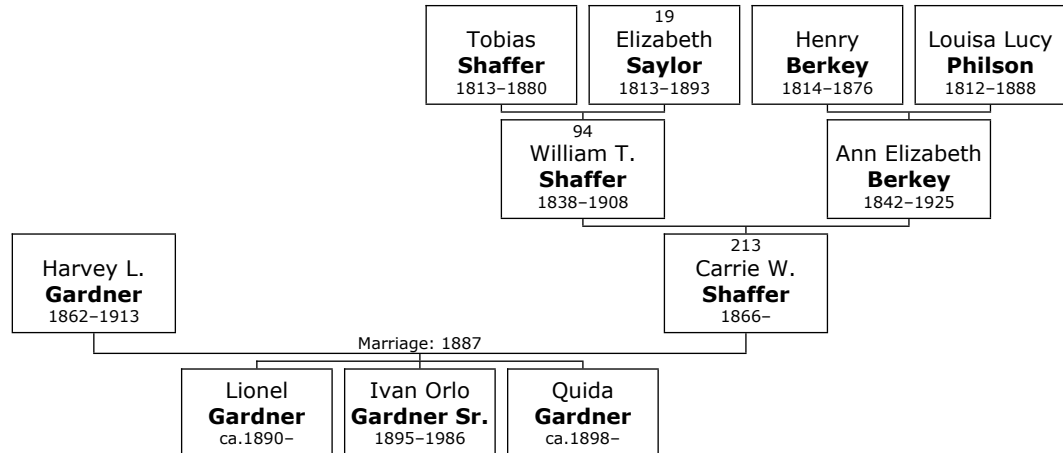 Tobias
Shaffer
1813–1880
19
Elizabeth
Saylor
1813–1893
Henry
Berkey
1814–1876
Louisa Lucy
Philson
1812–1888
94
William T.
Shaffer
1838–1908
Ann Elizabeth
Berkey
1842–1925
Harvey L.
Gardner
1862–1913
213
Carrie W.
Shaffer
1866–
Marriage: 1887
Lionel
Gardner
ca.1890–
Ivan Orlo
Gardner Sr.
1895–1986
Quida
Gardner
ca.1898–